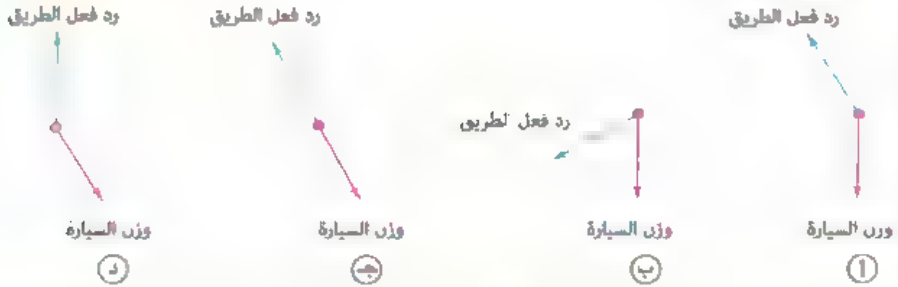 رد فعل الطريق
وزن السيارة
أ
رد فعل الطريق
وزن السيارة
ب
رد فعل الطريق
وزن السيارة
جـ
رد فعل الطريق
وزن السيارة
د